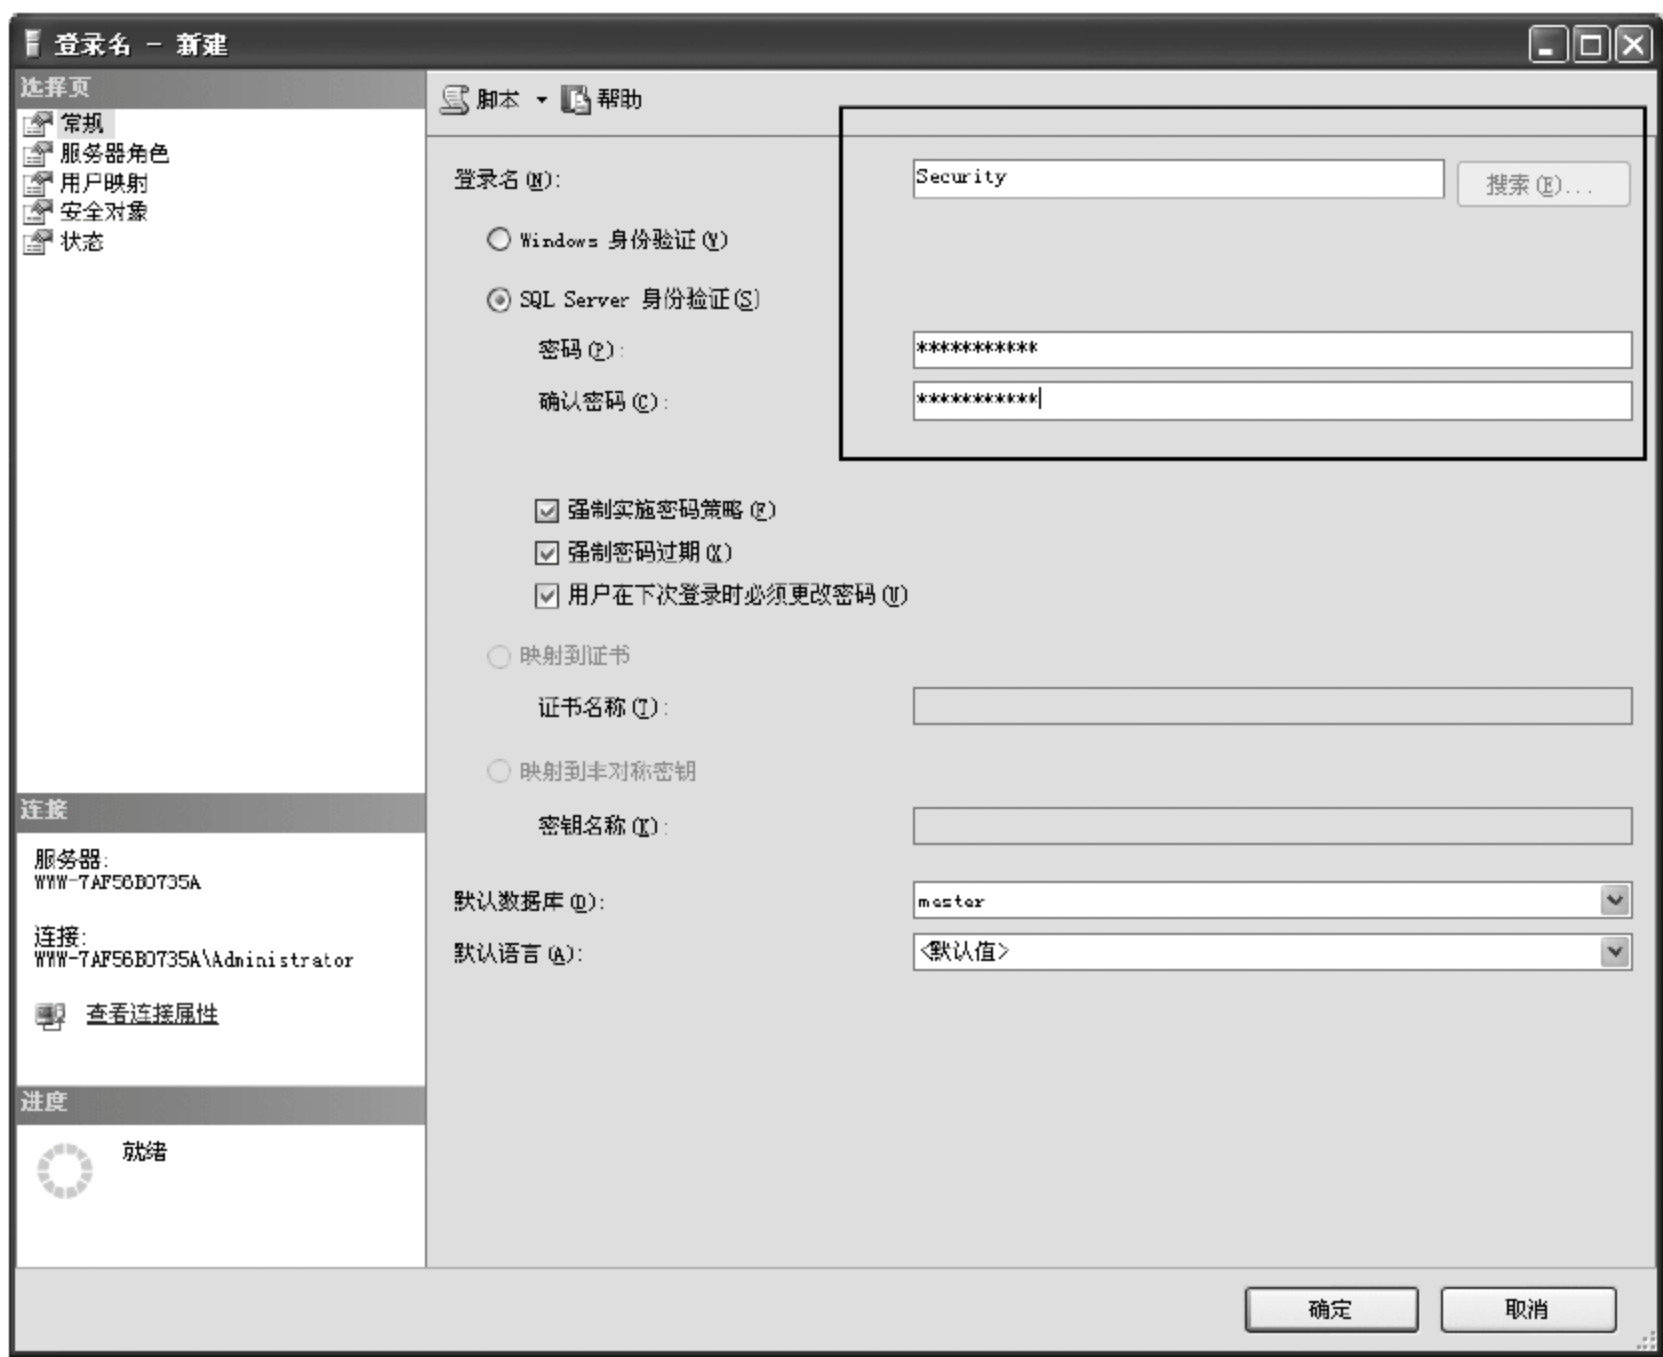 登录名 - 新建
选择页
常规
服务器角色
用户映射
安全对象
状态
脚本 帮助
登录名(N): Security 搜索(E)...
Windows 身份验证(W)
SQL Server 身份验证(S)
密码(P): ***********
确认密码(C): ***********
强制实施密码策略(F)
强制密码过期(X)
用户在下次登录时必须更改密码(U)
映射到证书
证书名称(T):
映射到非对称密钥
密钥名称(K):
默认数据库(D): master
默认语言(A): <默认值>
连接
服务器:
WWW-7AF56B0735A
连接:
WWW-7AF56B0735A\Administrator
查看连接属性
进度
就绪
确定 取消